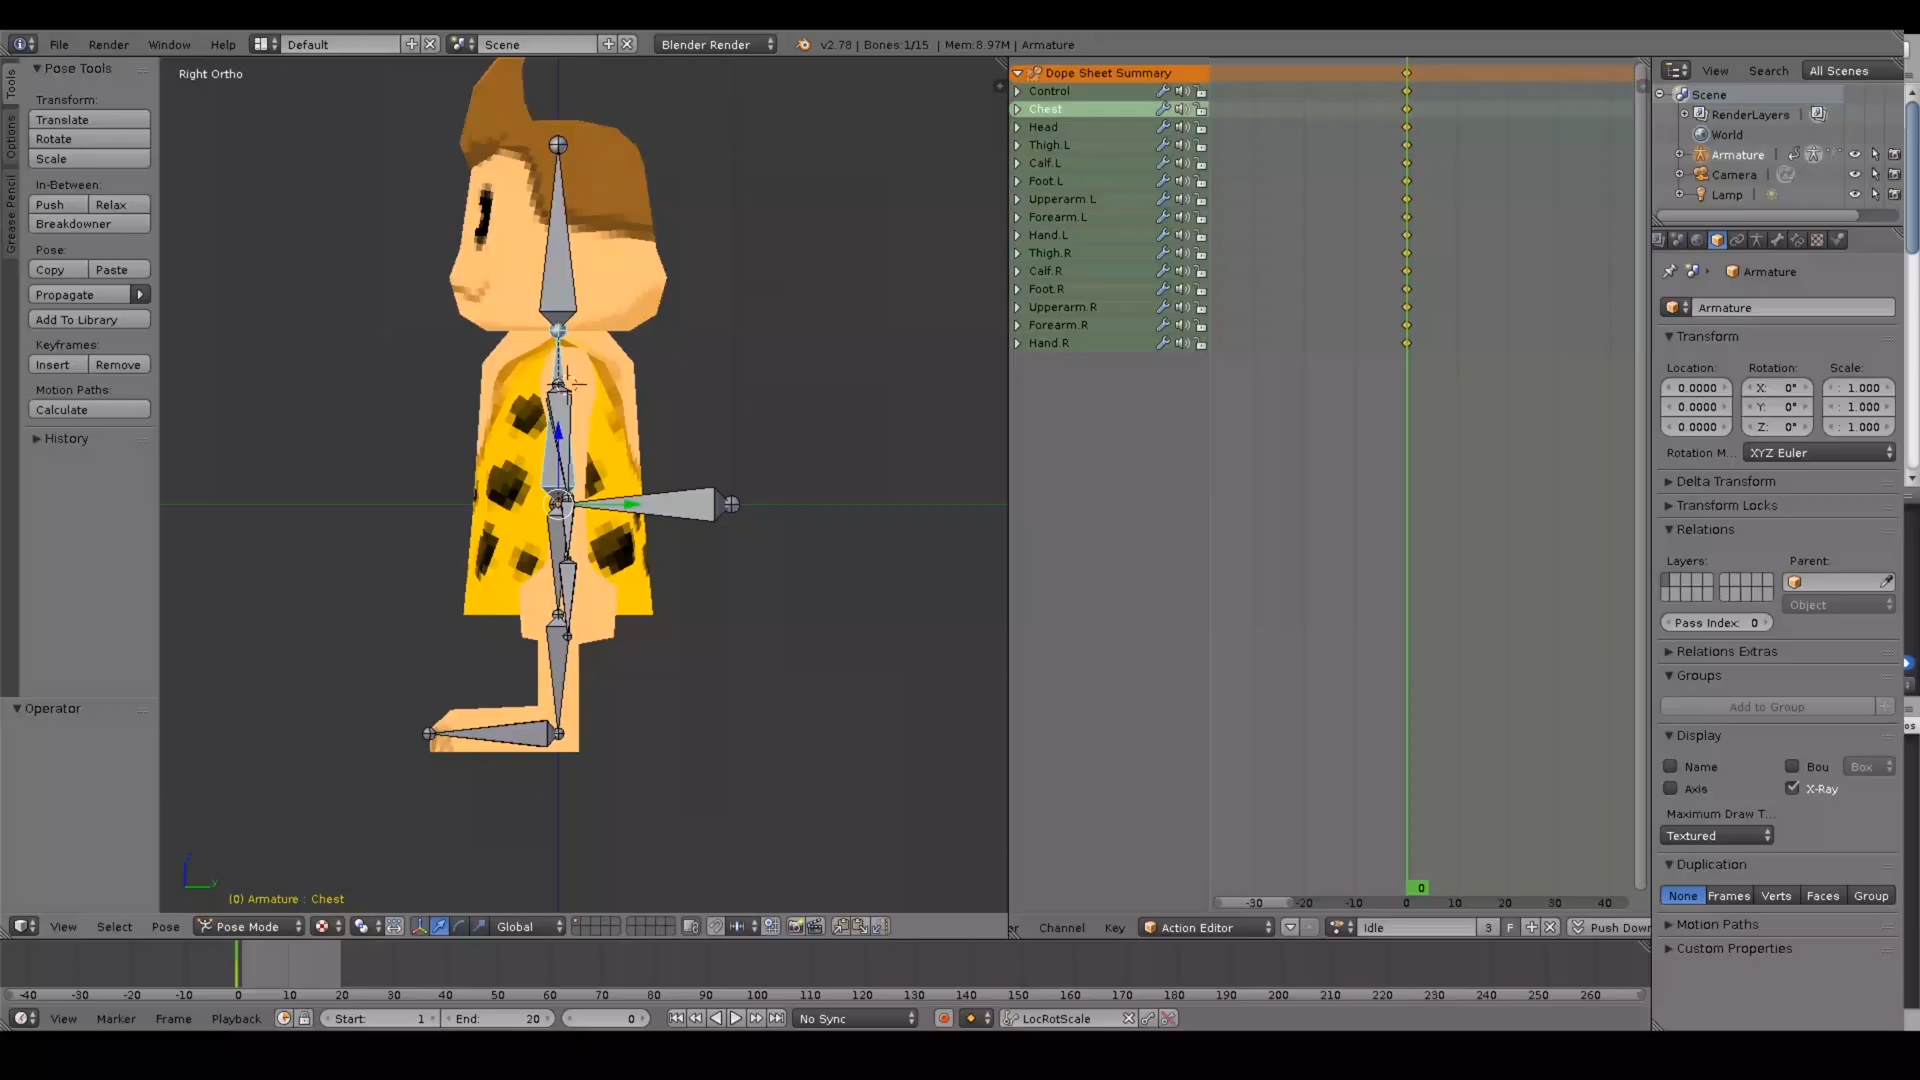 File Render Window Help Default Scene Blender Render v2.78 | Bones:1/15 | Mem:8.97M | Armature
Tools
Options
Grease Pencil
Pose Tools
Transform:
Translate
Rotate
Scale
In-Between:
Push Relax
Breakdowner
Pose:
Copy Paste
Propagate
Add To Library
Keyframes:
Insert Remove
Motion Paths:
Calculate
History
Operator
Right Ortho
(0) Armature : Chest
View Select Pose Pose Mode Global
Dope Sheet Summary
Control
Chest
Head
Thigh.L
Calf.L
Foot.L
Upperarm.L
Forearm.L
Hand.L
Thigh.R
Calf.R
Foot.R
Upperarm.R
Forearm.R
Hand.R
0
-30 -20 -10 0 10 20 30 40
Channel Key Action Editor Idle 3 F Push Down
View Search All Scenes
Scene
RenderLayers
World
Armature
Camera
Lamp
Armature
Armature
Transform
Location: Rotation: Scale:
0.0000 X: 0° : 1.000
0.0000 Y: 0° : 1.000
0.0000 Z: 0° : 1.000
Rotation M... XYZ Euler
Delta Transform
Transform Locks
Relations
Layers: Parent:
Object
Pass Index: 0
Relations Extras
Groups
Add to Group
Display
Name Bou Box
Axis X-Ray
Maximum Draw T...
Textured
Duplication
None Frames Verts Faces Group
Motion Paths
Custom Properties
-40 -30 -20 -10 0 10 20 30 40 50 60 70 80 90 100 110 120 130 140 150 160 170 180 190 200 210 220 230 240 250 260
View Marker Frame Playback Start: 1 End: 20 0 No Sync LocRotScale